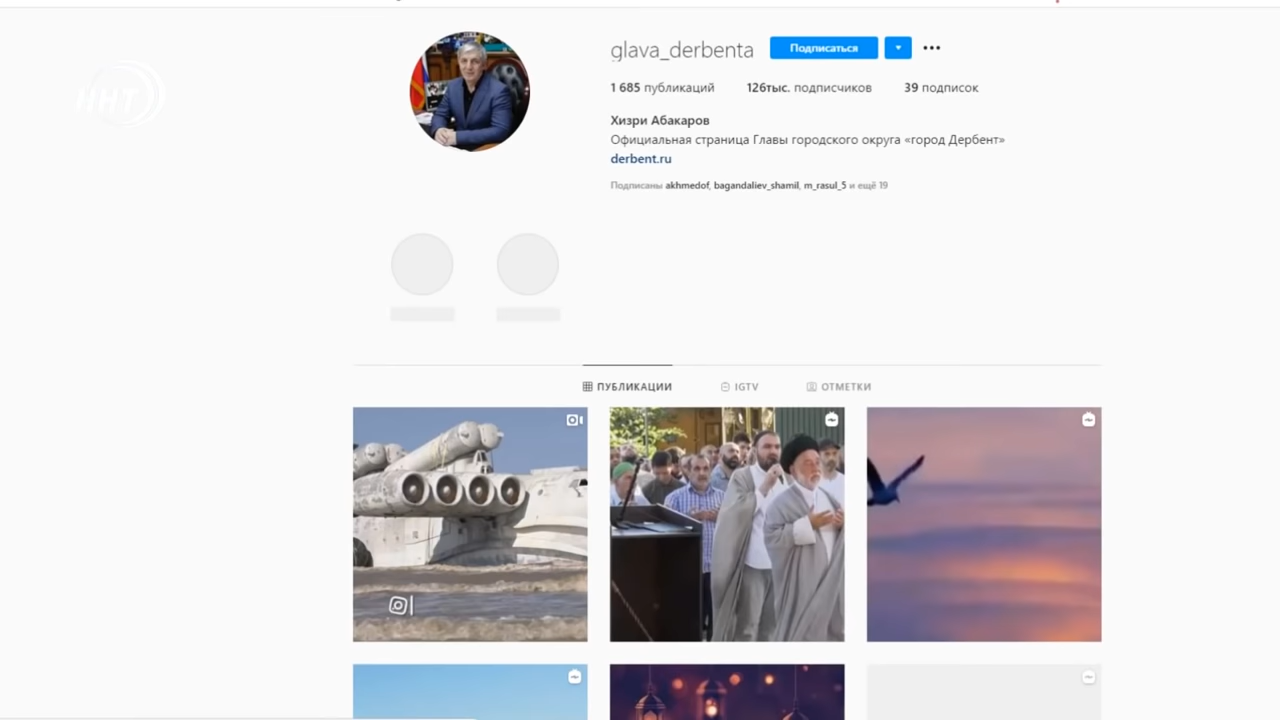 ННТ
glava_derbenta Подписаться
1 685 публикаций 126тыс. подписчиков 39 подписок
Хизри Абакаров
Официальная страница Главы городского округа «город Дербент»
derbent.ru
Подписаны akhmedof, bagandaliev_shamil, m_rasul_5 и ещё 19
ПУБЛИКАЦИИ IGTV ОТМЕТКИ